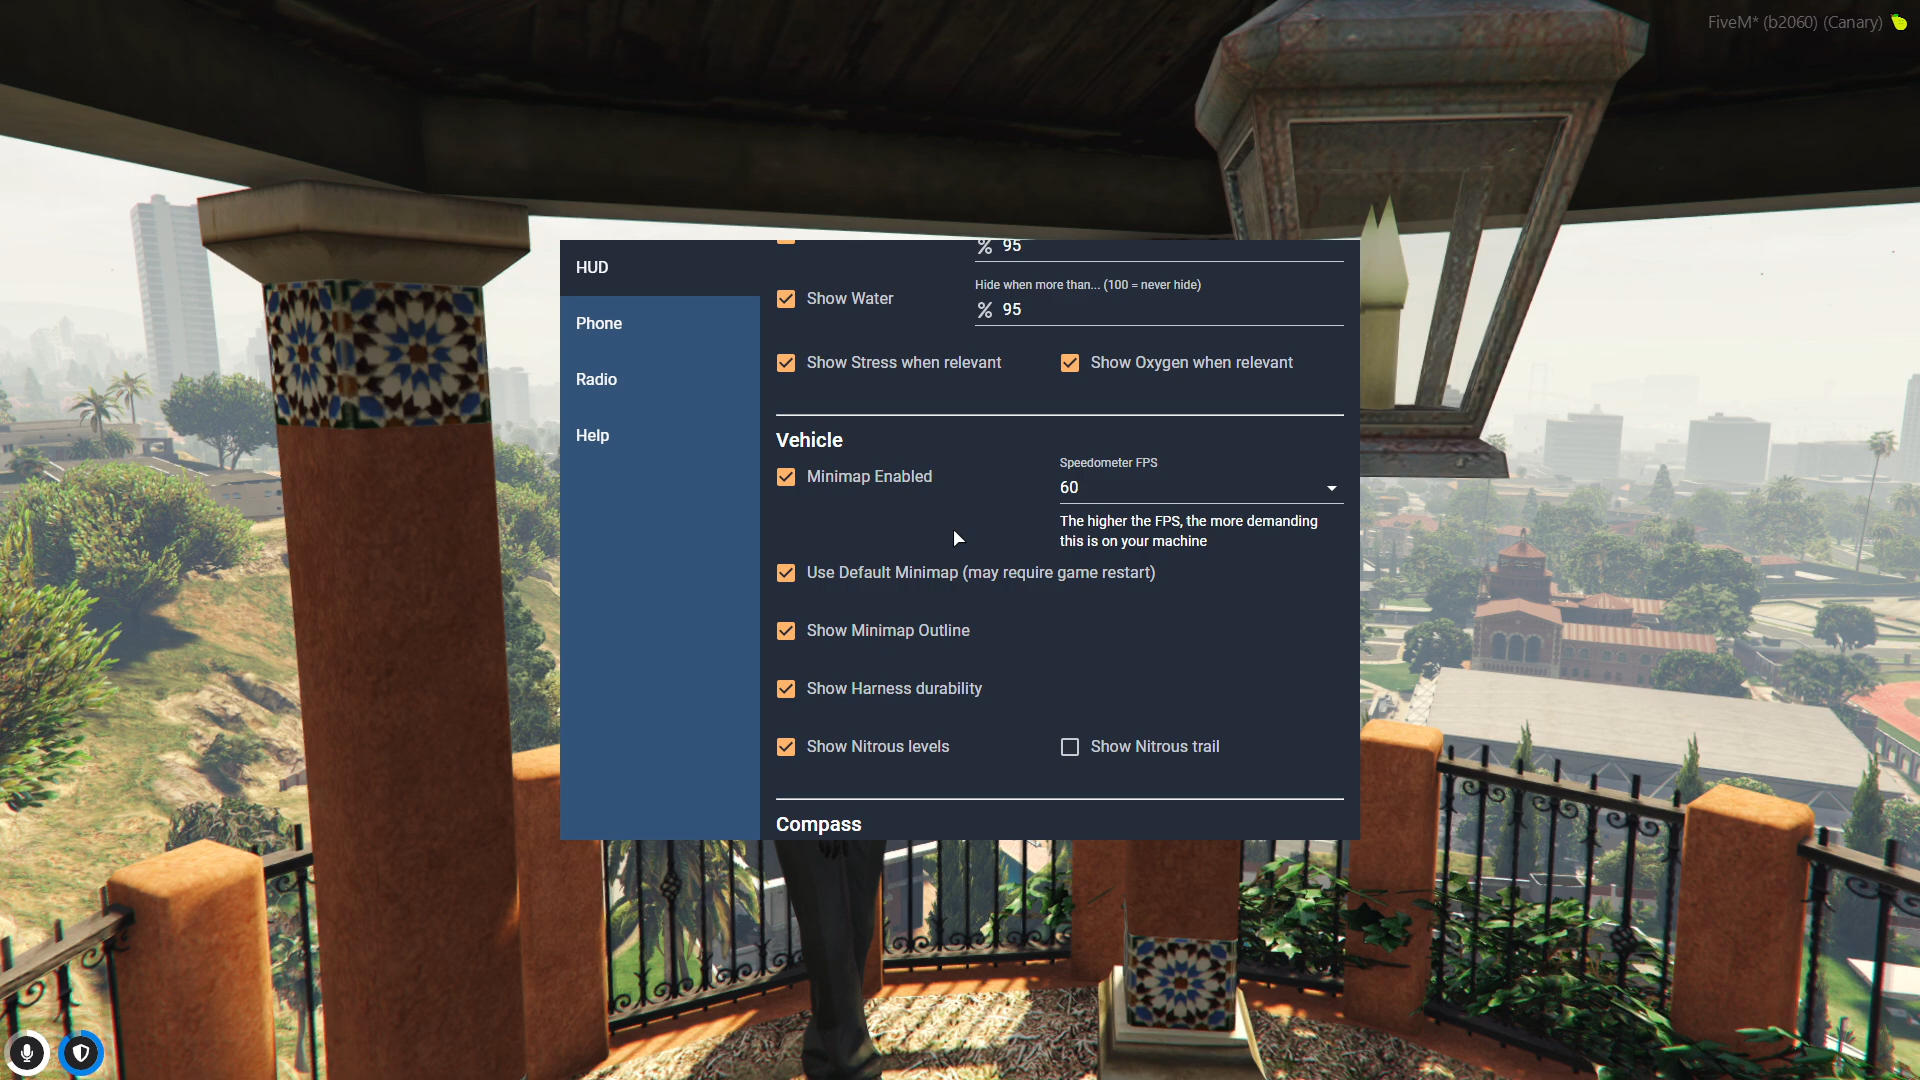 FiveM* (b2060) (Canary)
HUD
Phone
Radio
Help
% 95
Show Water
Hide when more than... (100 = never hide)
% 95
Show Stress when relevant
Show Oxygen when relevant
Vehicle
Minimap Enabled
Speedometer FPS
60
The higher the FPS, the more demanding
this is on your machine
Use Default Minimap (may require game restart)
Show Minimap Outline
Show Harness durability
Show Nitrous levels
Show Nitrous trail
Compass